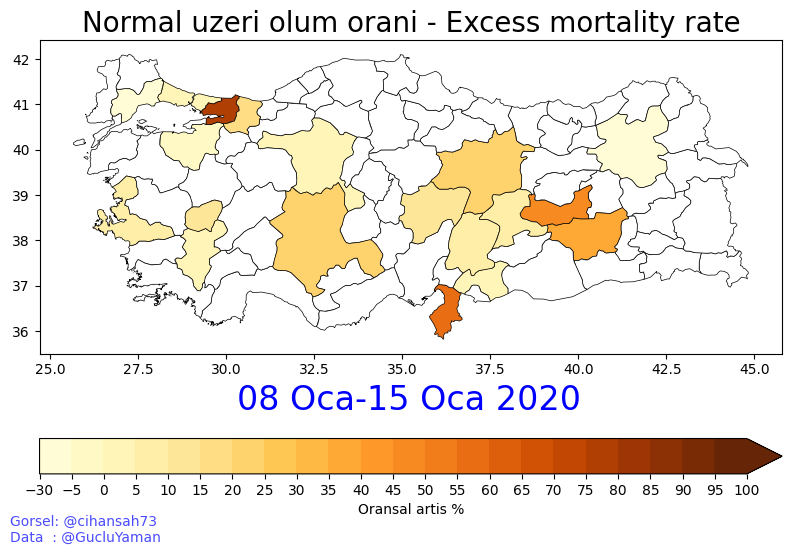 Normal uzeri olum orani - Excess mortality rate
42
41
40
39
38
37
36
25.0 27.5 30.0 32.5 35.0 37.5 40.0 42.5 45.0
08 Oca-15 Oca 2020
−30 −5 0 5 10 15 20 25 30 35 40 45 50 55 60 65 70 75 80 85 90 95 100
Oransal artis %
Gorsel: @cihansah73
Data : @GucluYaman